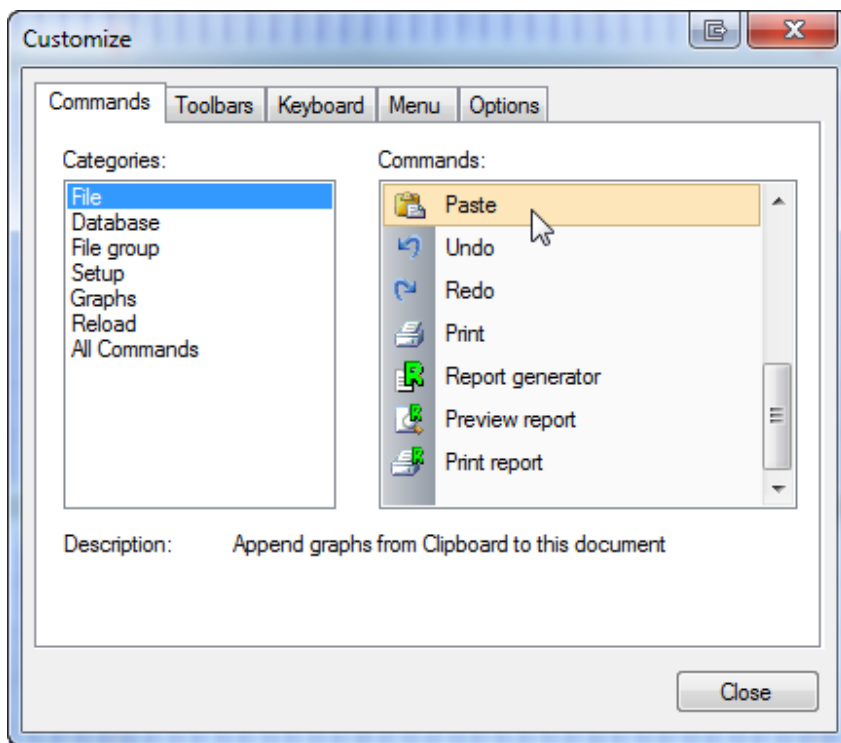 Customize
Commands Toolbars Keyboard Menu Options
Categories: Commands:
File
Database
File group
Setup
Graphs
Reload
All Commands
Paste
Undo
Redo
Print
Report generator
Preview report
Print report
Description: Append graphs from Clipboard to this document
Close